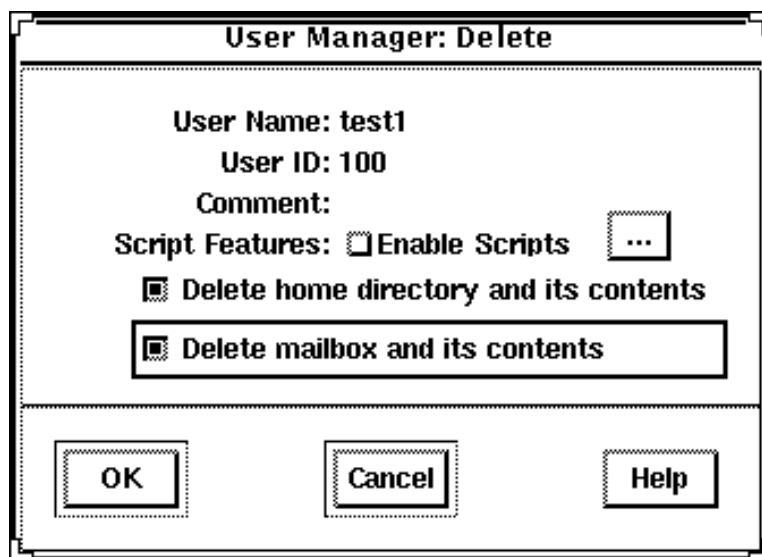 User Manager: Delete
User Name: test1
User ID: 100
Comment:
Script Features: Enable Scripts ...
Delete home directory and its contents
Delete mailbox and its contents
OK Cancel Help